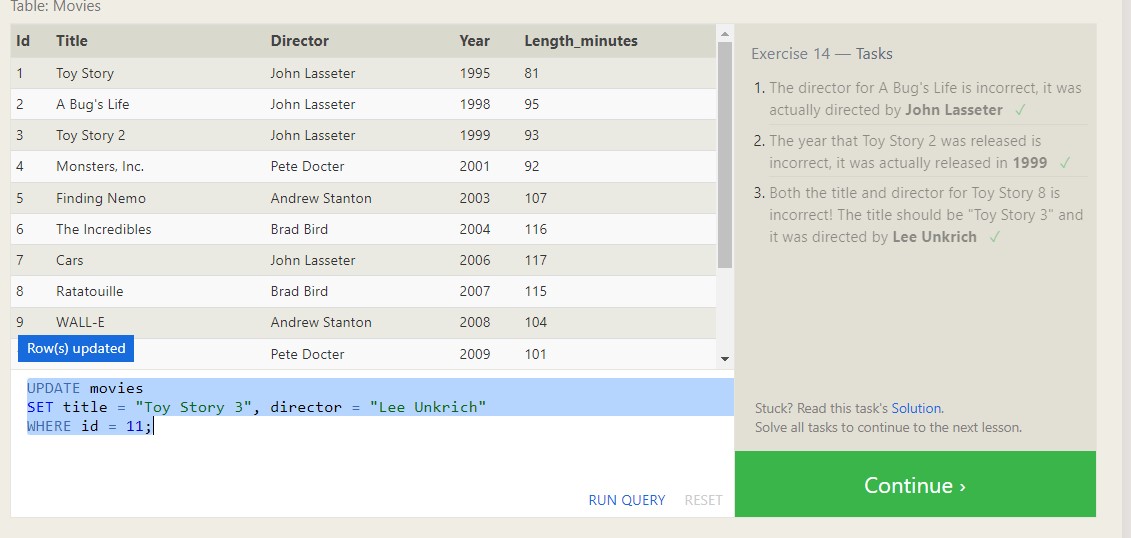 Table: Movies
Id Title Director Year Length_minutes
1 Toy Story John Lasseter 1995 81
2 A Bug's Life John Lasseter 1998 95
3 Toy Story 2 John Lasseter 1999 93
4 Monsters, Inc. Pete Docter 2001 92
5 Finding Nemo Andrew Stanton 2003 107
6 The Incredibles Brad Bird 2004 116
7 Cars John Lasseter 2006 117
8 Ratatouille Brad Bird 2007 115
9 WALL-E Andrew Stanton 2008 104
Pete Docter 2009 101
Row(s) updated
UPDATE movies
SET title = "Toy Story 3", director = "Lee Unkrich"
WHERE id = 11;
RUN QUERY RESET
Exercise 14 — Tasks
1. The director for A Bug's Life is incorrect, it was
actually directed by John Lasseter ✓
2. The year that Toy Story 2 was released is
incorrect, it was actually released in 1999 ✓
3. Both the title and director for Toy Story 8 is
incorrect! The title should be "Toy Story 3" and
it was directed by Lee Unkrich ✓
Stuck? Read this task's Solution.
Solve all tasks to continue to the next lesson.
Continue ›